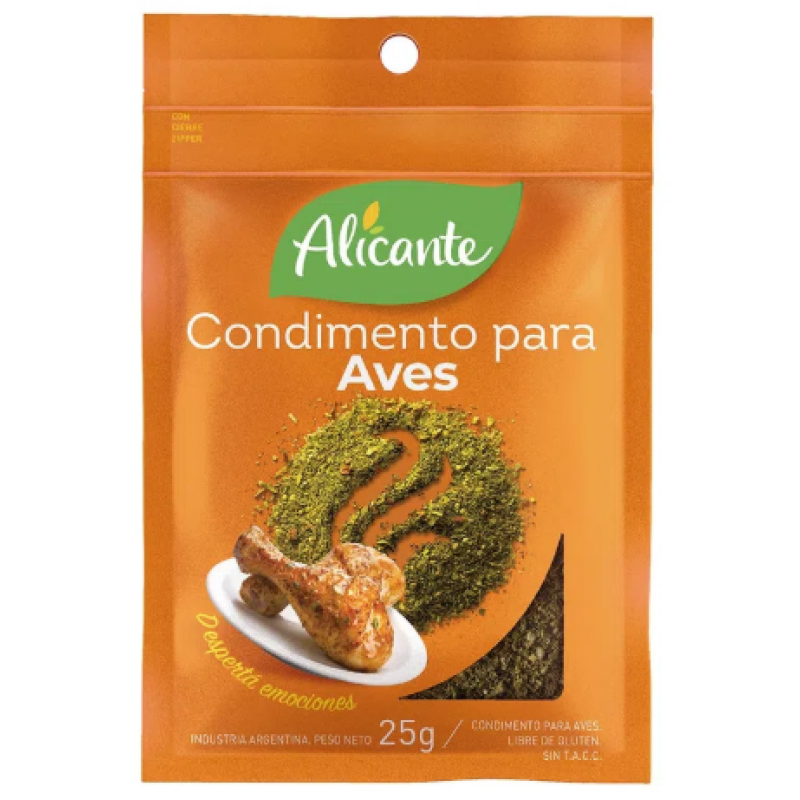 CON
CIERRE
ZIPPER
Alicante
Condimento para
Aves
Despertá emociones
INDUSTRIA ARGENTINA. PESO NETO 25g / CONDIMENTO PARA AVES.
LIBRE DE GLUTEN.
SIN T.A.C.C.